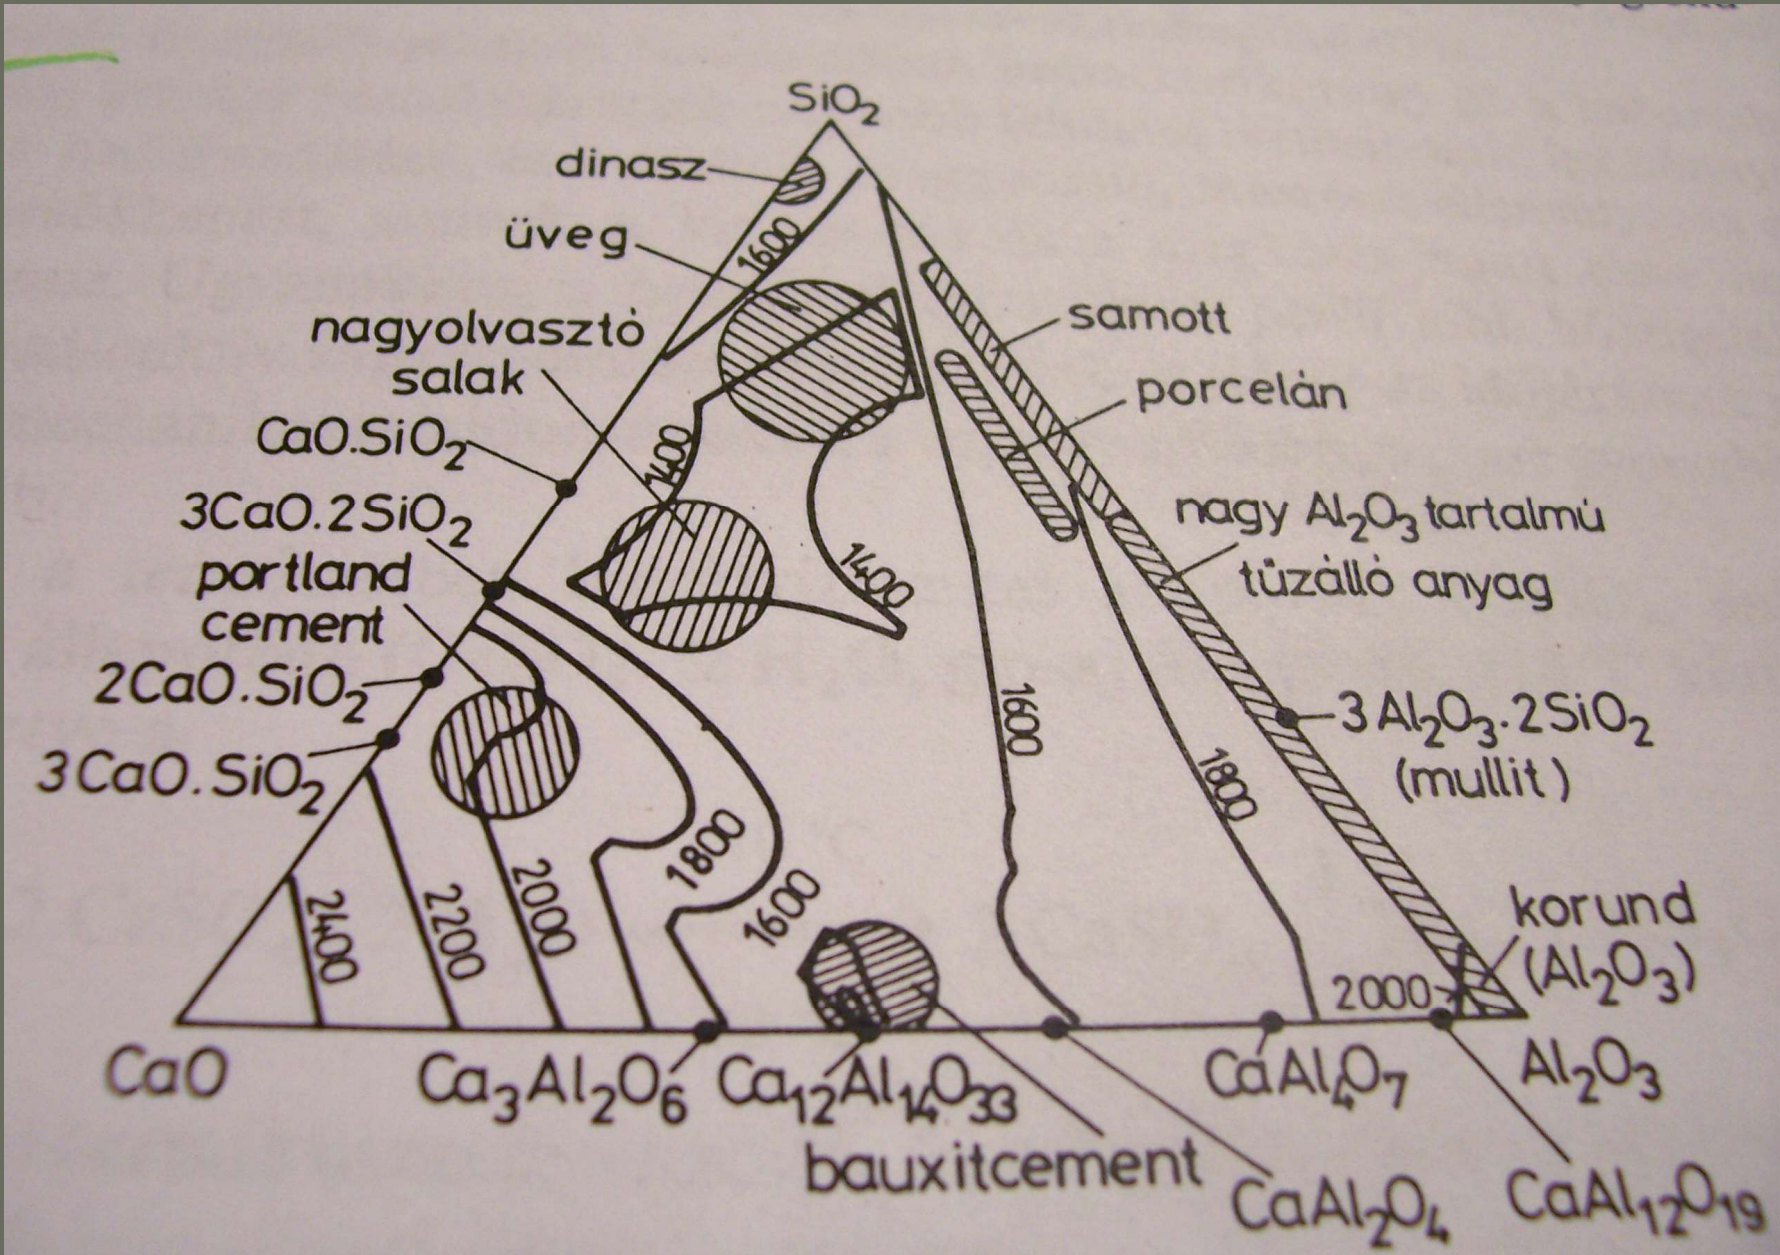 SiO₂
dinasz
1600
üveg
samott
nagyolvasztó
salak
porcelán
CaO.SiO₂
1400
3CaO.2SiO₂
nagy Al₂O₃ tartalmú
tűzálló anyag
portland
cement
1400
2CaO.SiO₂
1600
3Al₂O₃.2SiO₂
(mullit)
3CaO.SiO₂
1800
1800
2400
2200
2000
1600
korund
(Al₂O₃)
2000
CaO
Ca₃Al₂O₆
Ca₁₂Al₁₄O₃₃
CaAl₄O₇
Al₂O₃
bauxitcement
CaAl₂O₄
CaAl₁₂O₁₉